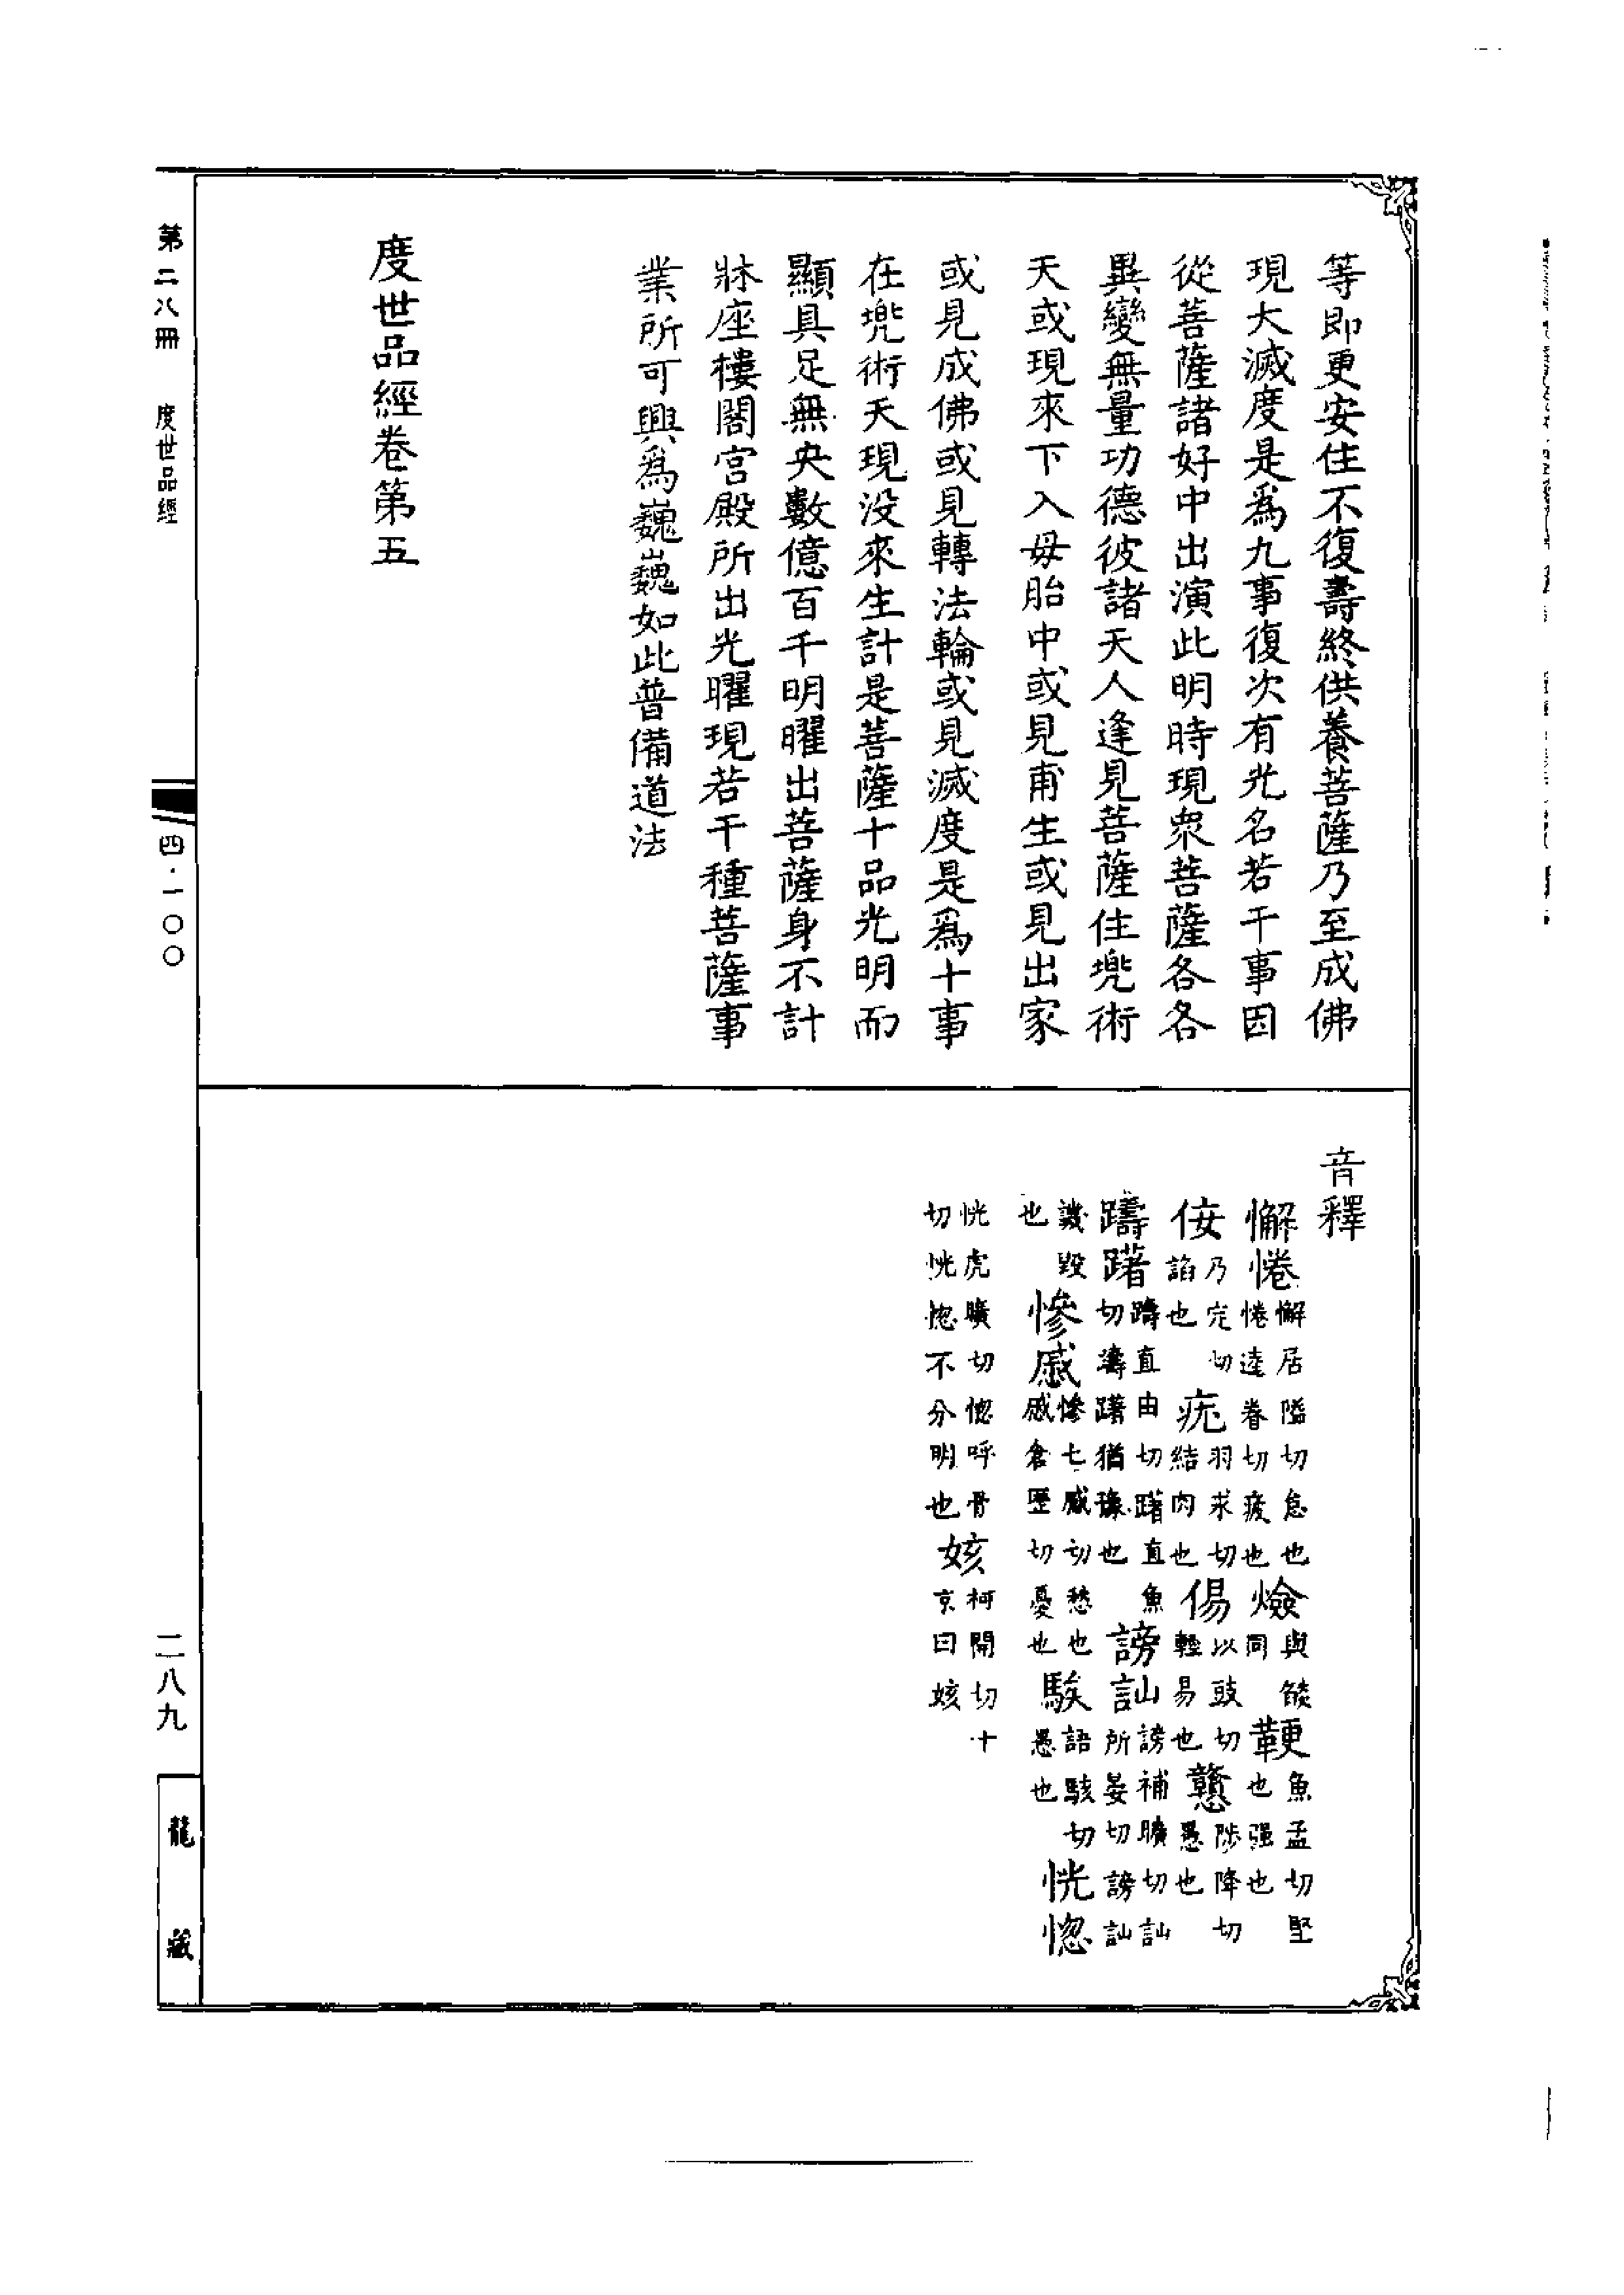 等即更安住不復壽終供養菩薩乃至成佛
現大滅度是爲九事復次有光名若干事因
從菩薩諸好中出演此明時現衆菩薩各各
異變無量功德彼諸天人逢見菩薩住兠術
天或現來下入毋胎中或見甫生或見出家
或見成佛或見轉法輪或見滅度是爲十事
在兠術天現没來生計是菩薩十品光明而
顯具足無央數億百千明曜出菩薩身不計
牀座樓閣宮殿所出光曜現若干種菩薩事
業所可興爲巍巍如此普備道法
度世品經卷第五
音釋
懈惓懈居隘切怠也惓逵眷切疲也 爓與燄同 鞕魚孟切堅也强也
佞乃定切諂也 疣羽求切結肉也 傷以豉切輕易也 戇陟降切愚也
躊躇躊直由切躇直魚切躊躇猶豫也 謗訕謗補曠切訕所晏切謗訕
譏毀也 慘慼慘七感切愁也慼倉歷切憂也 騃語駭切愚也 恍惚
恍虎曠切惚呼骨切恍惚不分明也 姟柯開切十京曰姟
第二八冊 度世品經
四·一〇〇
二八九
龍藏